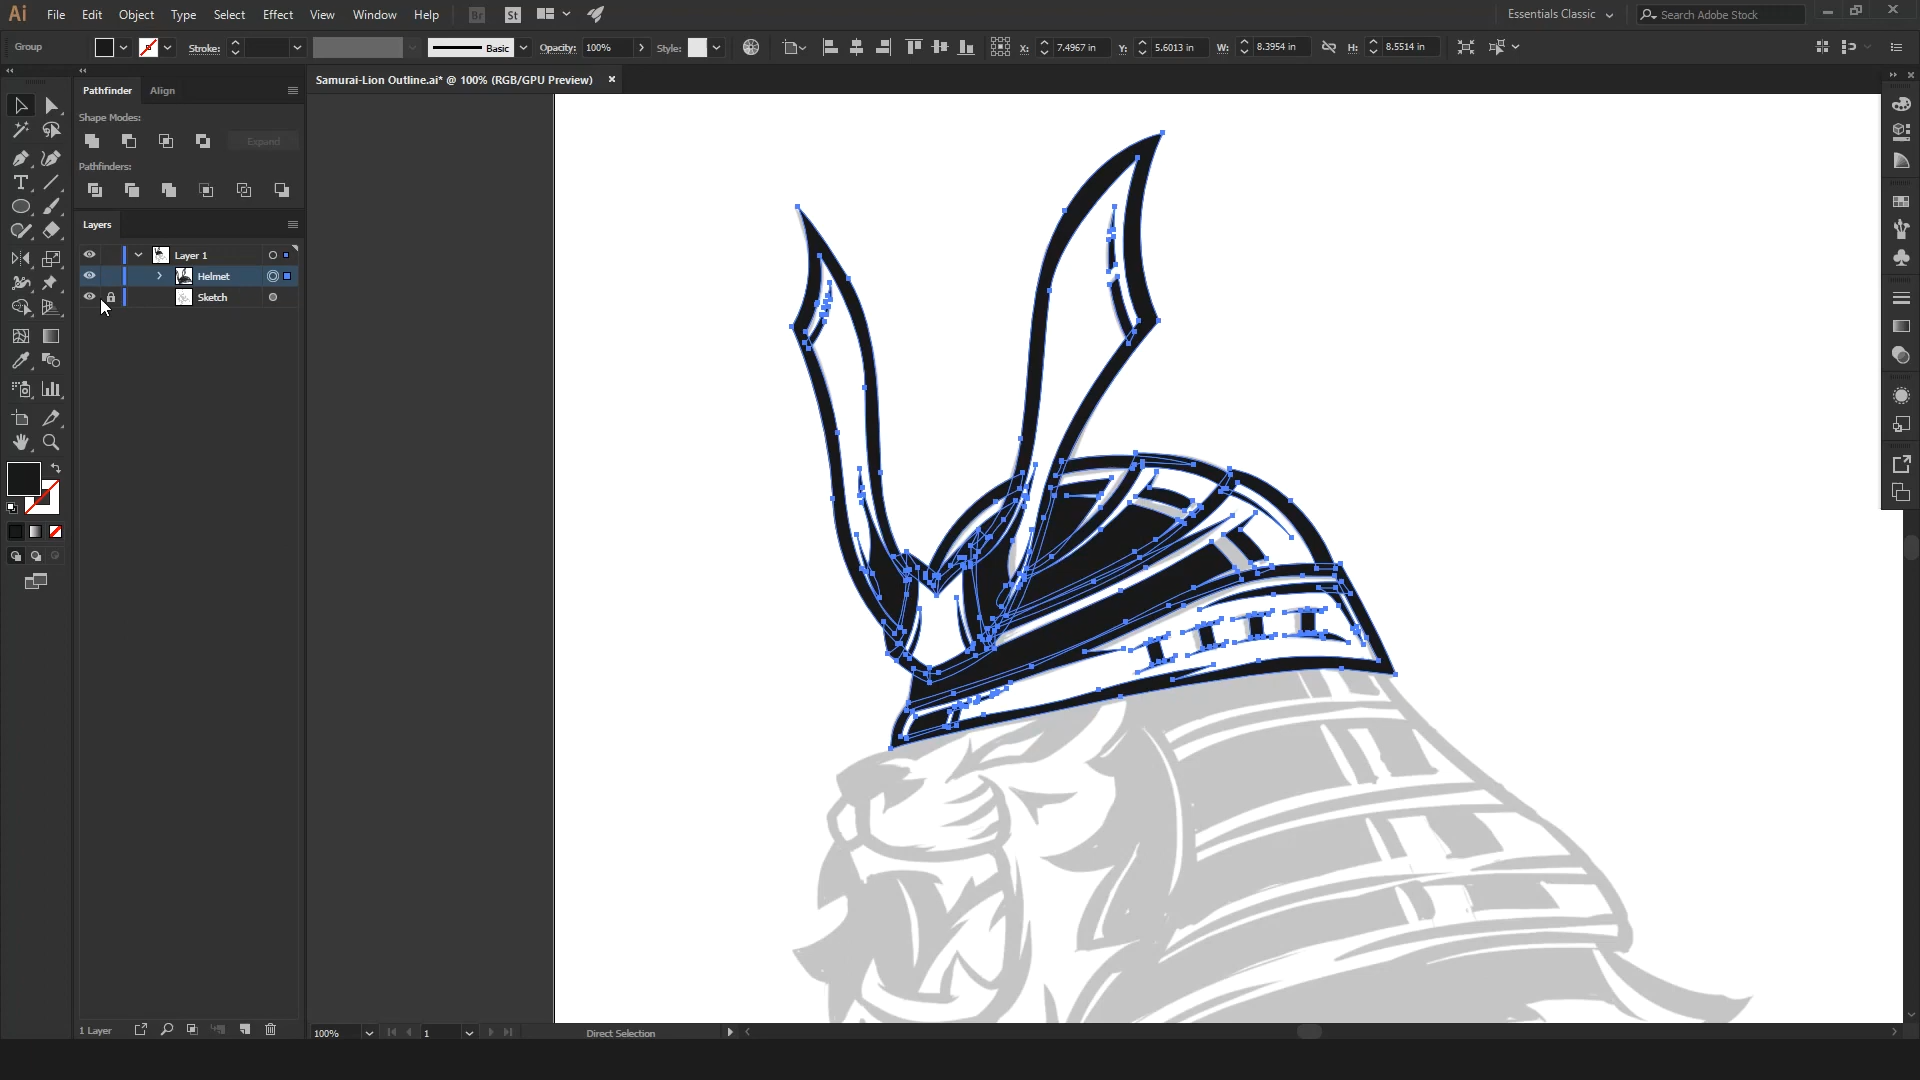 Ai File Edit Object Type Select Effect View Window Help Br St Essentials Classic Search Adobe Stock
Group Stroke: Basic Opacity: 100% Style: X: 7.4967 in Y: 5.6013 in W: 8.3954 in H: 8.5514 in
Samurai-Lion Outline.ai* @ 100% (RGB/GPU Preview)
Pathfinder Align
Shape Modes:
Expand
Pathfinders:
Layers
Layer 1
Helmet
Sketch
1 Layer
100% 1 Direct Selection